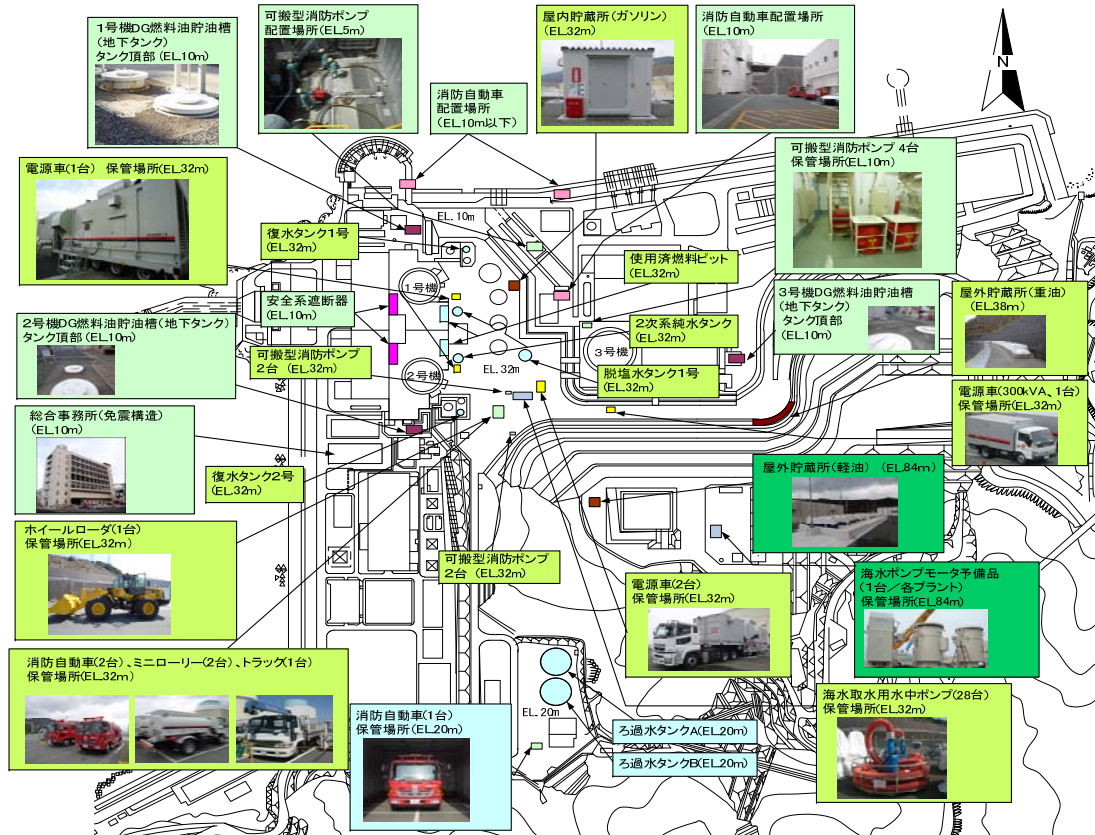 1号機DG燃料油貯油槽
(地下タンク)
タンク頂部(EL.10m)
可搬型消防ポンプ
配置場所(EL.5m)
消防自動車
配置場所
(EL.10m以下)
屋内貯蔵所(ガソリン)
(EL.32m)
消防自動車配置場所
(EL.10m)
N
可搬型消防ポンプ 4台
保管場所(EL.10m)
電源車(1台) 保管場所(EL.32m)
EL.10m
復水タンク1号
(EL.32m)
使用済燃料ピット
(EL.32m)
1号機
安全系遮断器
(EL.10m)
3号機DG燃料油貯油槽
(地下タンク)
タンク頂部
(EL.10m)
屋外貯蔵所(重油)
(EL.38m)
2号機DG燃料油貯油槽(地下タンク)
タンク頂部(EL.10m)
2次系純水タンク
(EL.32m)
3号機
可搬型消防ポンプ
2台 (EL.32m)
2号機
EL.32m
脱塩水タンク1号
(EL.32m)
電源車(300kVA、1台)
保管場所(EL.32m)
総合事務所(免震構造)
(EL.10m)
復水タンク2号
(EL.32m)
屋外貯蔵所(軽油) (EL.84m)
ホイールローダ(1台)
保管場所(EL.32m)
可搬型消防ポンプ
2台 (EL.32m)
電源車(2台)
保管場所(EL.32m)
海水ポンプモータ予備品
(1台/各プラント)
保管場所(EL.84m)
消防自動車(2台)、ミニローリー(2台)、トラック(1台)
保管場所(EL.32m)
消防自動車(1台)
保管場所(EL.20m)
EL.20m
ろ過水タンクA(EL.20m)
ろ過水タンクB(EL.20m)
海水取水用水中ポンプ(28台)
保管場所(EL.32m)